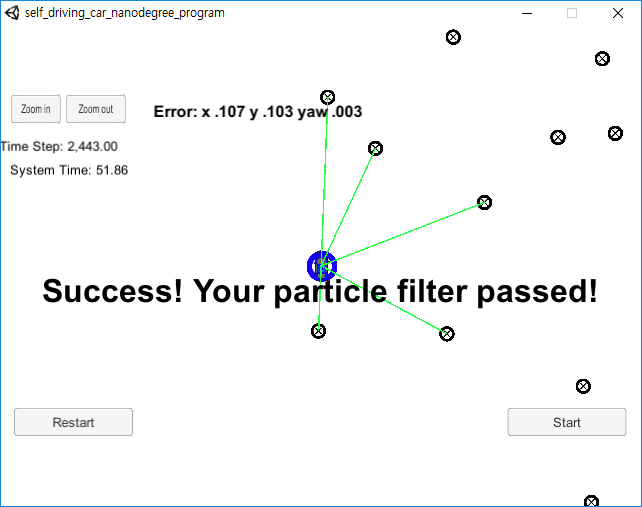 self_driving_car_nanodegree_program
Zoom in
Zoom out
Error: x .107 y .103 yaw .003
Time Step: 2,443.00
System Time: 51.86
Success! Your particle filter passed!
Restart
Start